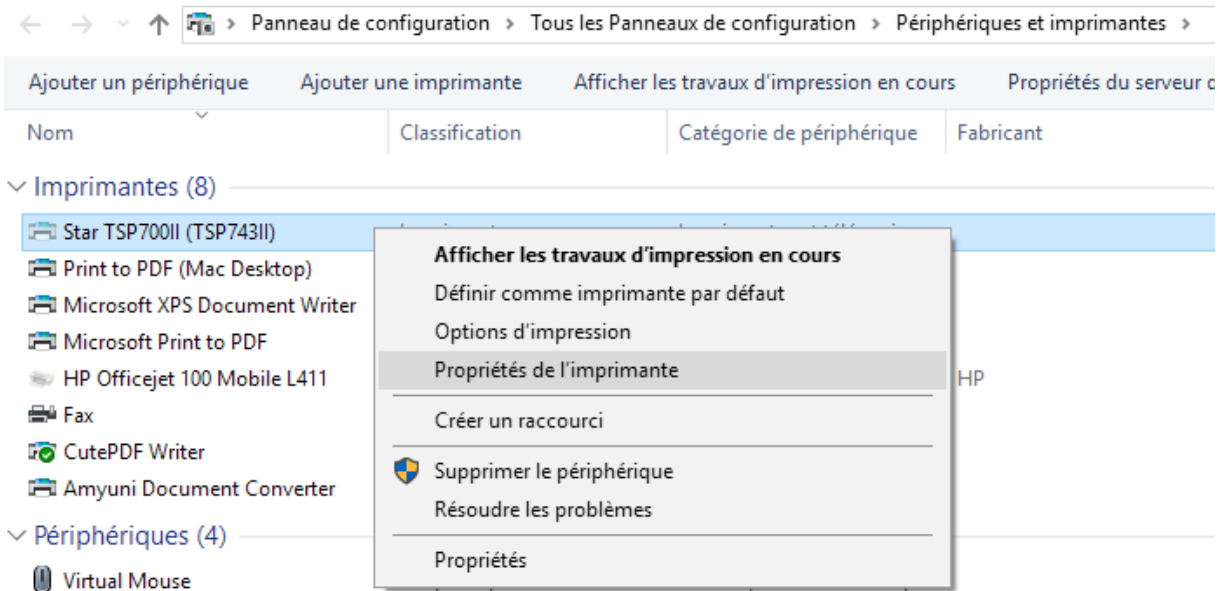 Panneau de configuration > Tous les Panneaux de configuration > Périphériques et imprimantes >
Ajouter un périphérique Ajouter une imprimante Afficher les travaux d'impression en cours Propriétés du serveur
Nom Classification Catégorie de périphérique Fabricant
Imprimantes (8)
Star TSP700II (TSP743II)
Print to PDF (Mac Desktop)
Microsoft XPS Document Writer
Microsoft Print to PDF
HP Officejet 100 Mobile L411 HP
Fax
CutePDF Writer
Amyuni Document Converter
Périphériques (4)
Virtual Mouse
Afficher les travaux d'impression en cours
Définir comme imprimante par défaut
Options d'impression
Propriétés de l'imprimante
Créer un raccourci
Supprimer le périphérique
Résoudre les problèmes
Propriétés